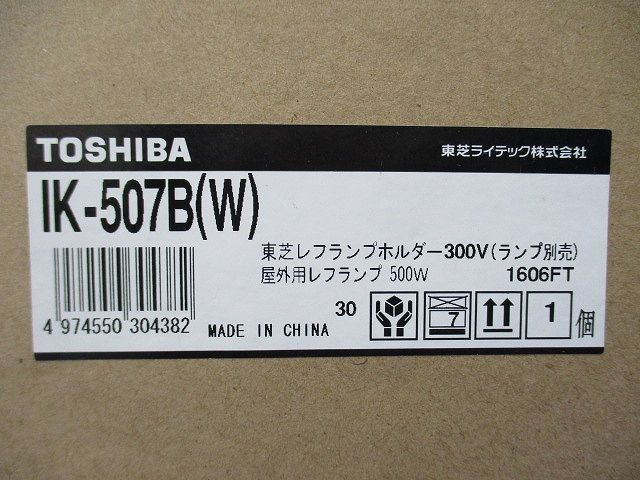 TOSHIBA
東芝ライテック株式会社
IK-507B(W)
東芝レフランプホルダー300V(ランプ別売)
屋外用レフランプ 500W 1606FT
4 974550 304382
MADE IN CHINA
30
7
1
個